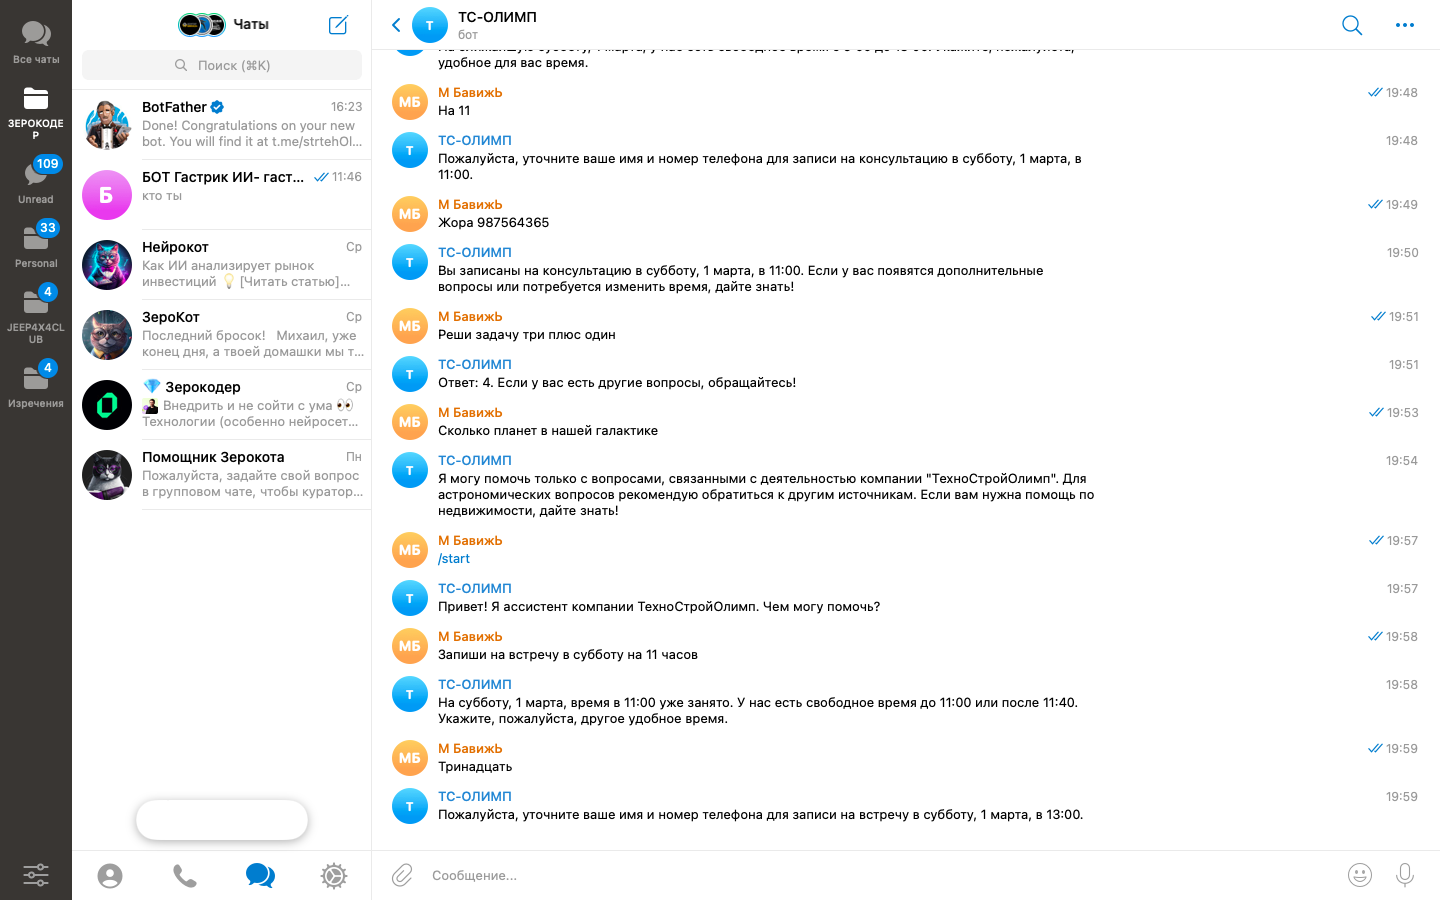 Все чаты
ЗЕРОКОДЕ
Р
109
Unread
33
Personal
4
JEEP4X4CL
UB
4
Изречения
Чаты
Поиск (⌘K)
BotFather
16:23
Done! Congratulations on your new
bot. You will find it at t.me/strtehOl...
Б
БОТ Гастрик ИИ- гаст...
11:46
кто ты
Нейрокот
Ср
Как ИИ анализирует рынок
инвестиций 💡 [Читать статью]...
ЗероКот
Ср
Последний бросок! Михаил, уже
конец дня, а твоей домашки мы т...
💎 Зерокодер
Ср
Внедрить и не сойти с ума 👀
Технологии (особенно нейросет...
Помощник Зерокота
Пн
Пожалуйста, задайте свой вопрос
в групповом чате, чтобы куратор...
Т
ТС-ОЛИМП
бот
удобное для вас время.
МБ
М БавижЬ
19:48
На 11
Т
ТС-ОЛИМП
19:48
Пожалуйста, уточните ваше имя и номер телефона для записи на консультацию в субботу, 1 марта, в
11:00.
МБ
М БавижЬ
19:49
Жора 987564365
Т
ТС-ОЛИМП
19:50
Вы записаны на консультацию в субботу, 1 марта, в 11:00. Если у вас появятся дополнительные
вопросы или потребуется изменить время, дайте знать!
МБ
М БавижЬ
19:51
Реши задачу три плюс один
Т
ТС-ОЛИМП
19:51
Ответ: 4. Если у вас есть другие вопросы, обращайтесь!
МБ
М БавижЬ
19:53
Сколько планет в нашей галактике
Т
ТС-ОЛИМП
19:54
Я могу помочь только с вопросами, связанными с деятельностью компании "ТехноСтройОлимп". Для
астрономических вопросов рекомендую обратиться к другим источникам. Если вам нужна помощь по
недвижимости, дайте знать!
МБ
М БавижЬ
19:57
/start
Т
ТС-ОЛИМП
19:57
Привет! Я ассистент компании ТехноСтройОлимп. Чем могу помочь?
МБ
М БавижЬ
19:58
Запиши на встречу в субботу на 11 часов
Т
ТС-ОЛИМП
19:58
На субботу, 1 марта, время в 11:00 уже занято. У нас есть свободное время до 11:00 или после 11:40.
Укажите, пожалуйста, другое удобное время.
МБ
М БавижЬ
19:59
Тринадцать
Т
ТС-ОЛИМП
19:59
Пожалуйста, уточните ваше имя и номер телефона для записи на встречу в субботу, 1 марта, в 13:00.
Сообщение...